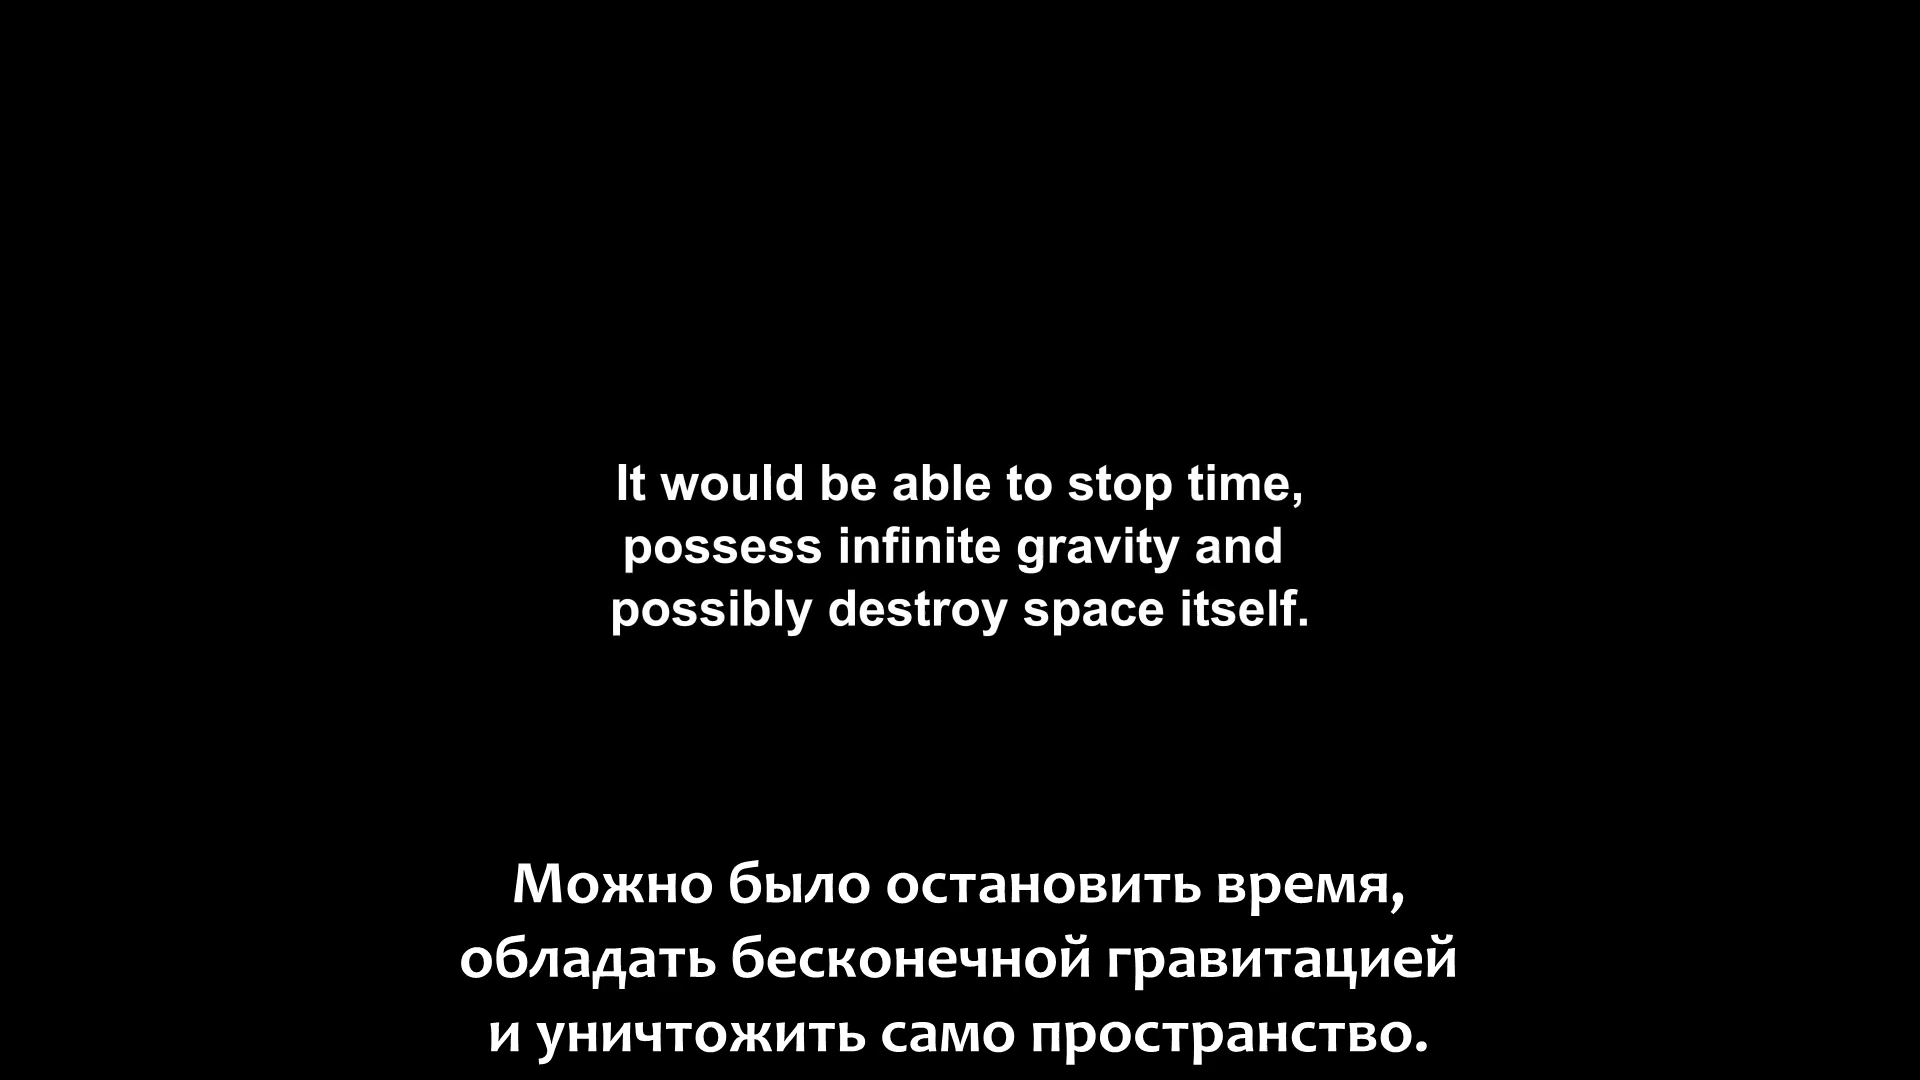 It would be able to stop time,
possess infinite gravity and
possibly destroy space itself.
Можно было остановить время,
обладать бесконечной гравитацией
и уничтожить само пространство.